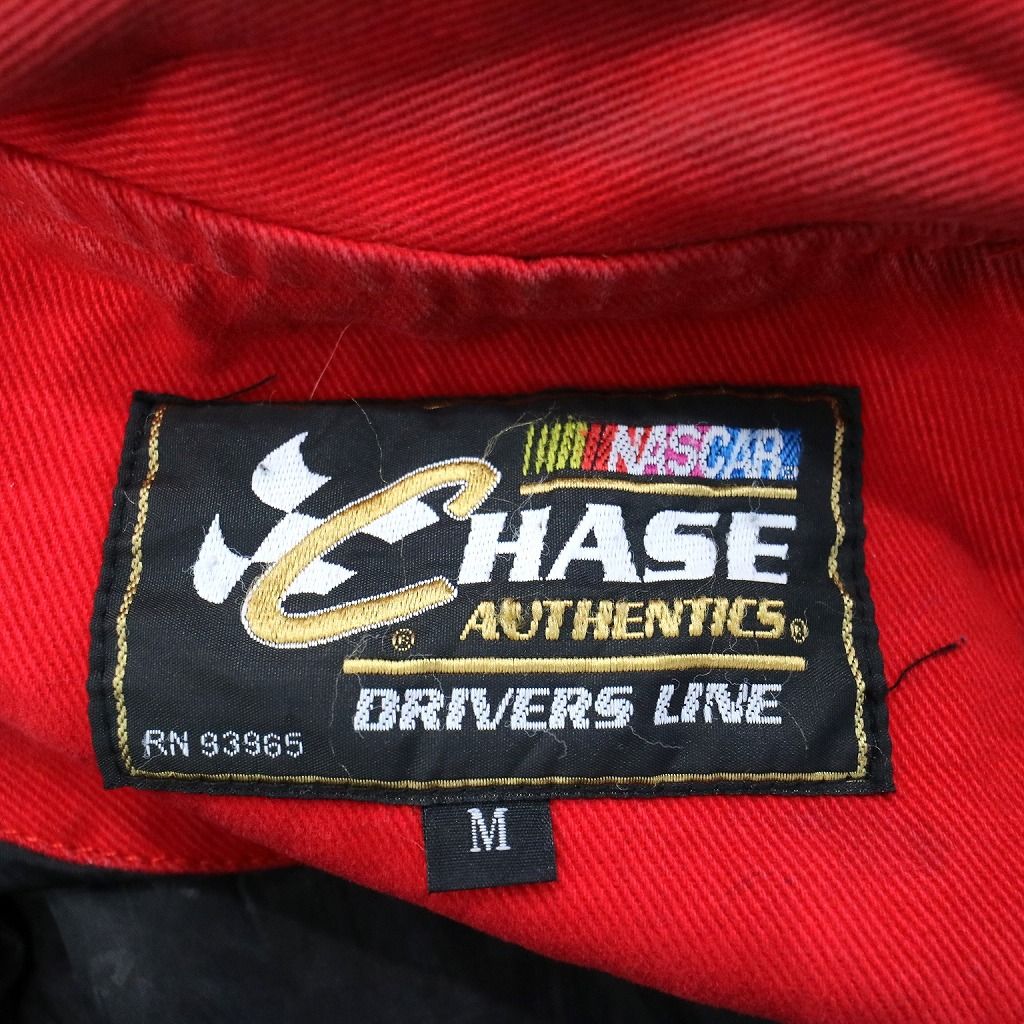 NASCAR®
CHASE
AUTHENTICS®
®
DRIVERS LINE
RN 93965
M